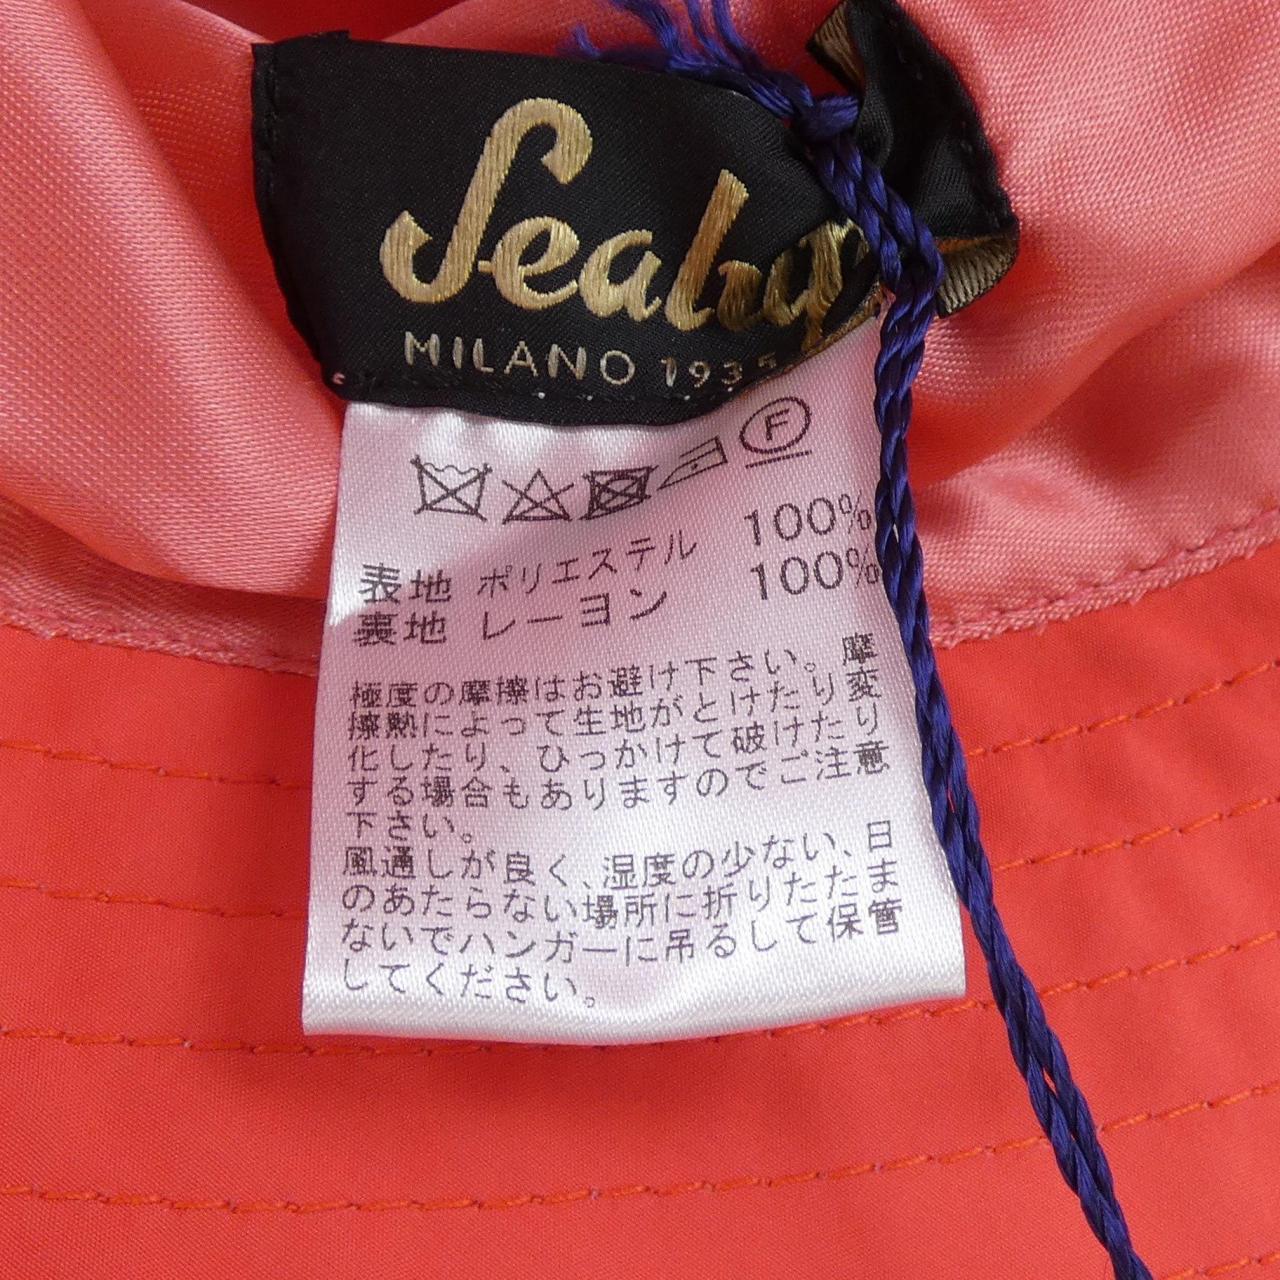 Sealup
MILANO 1935
F
表地 ポリエステル 100%
裏地 レーヨン 100%
極度の摩擦はお避け下さい。摩
擦熱によって生地がとけたり変
化したり、ひっかけて破けたり
する場合もありますのでご注意
下さい。
風通しが良く、湿度の少ない、日
のあたらない場所に折りたたま
ないでハンガーに吊るして保管
してください。